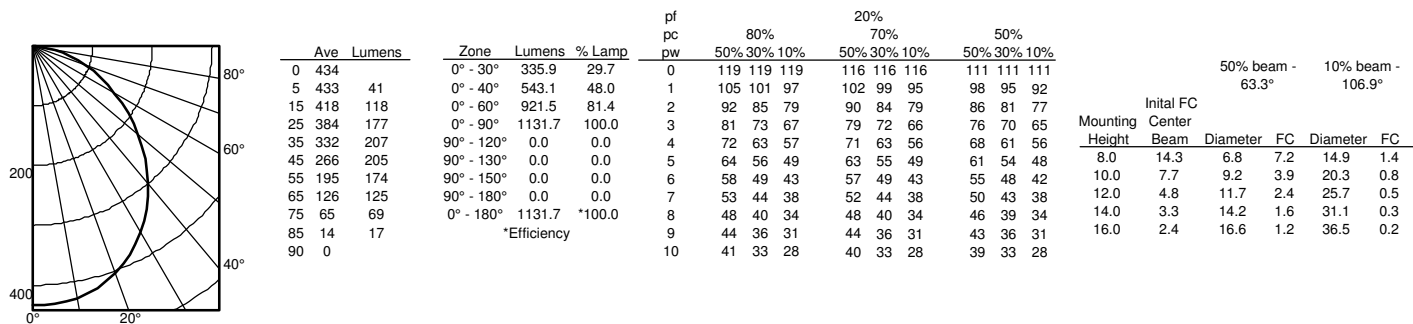 80°
60°
40°
200
400
0° 20°
Ave Lumens
0 434
5 433 41
15 418 118
25 384 177
35 332 207
45 266 205
55 195 174
65 126 125
75 65 69
85 14 17
90 0
Zone Lumens % Lamp
0° - 30° 335.9 29.7
0° - 40° 543.1 48.0
0° - 60° 921.5 81.4
0° - 90° 1131.7 100.0
90° - 120° 0.0 0.0
90° - 130° 0.0 0.0
90° - 150° 0.0 0.0
90° - 180° 0.0 0.0
0° - 180° 1131.7 *100.0
*Efficiency
pf 20%
pc 80% 70% 50%
pw 50% 30% 10% 50% 30% 10% 50% 30% 10%
0 119 119 119 116 116 116 111 111 111
1 105 101 97 102 99 95 98 95 92
2 92 85 79 90 84 79 86 81 77
3 81 73 67 79 72 66 76 70 65
4 72 63 57 71 63 56 68 61 56
5 64 56 49 63 55 49 61 54 48
6 58 49 43 57 49 43 55 48 42
7 53 44 38 52 44 38 50 43 38
8 48 40 34 48 40 34 46 39 34
9 44 36 31 44 36 31 43 36 31
10 41 33 28 40 33 28 39 33 28
50% beam - 10% beam -
63.3° 106.9°
Inital FC
Mounting Center
Height Beam Diameter FC Diameter FC
8.0 14.3 6.8 7.2 14.9 1.4
10.0 7.7 9.2 3.9 20.3 0.8
12.0 4.8 11.7 2.4 25.7 0.5
14.0 3.3 14.2 1.6 31.1 0.3
16.0 2.4 16.6 1.2 36.5 0.2